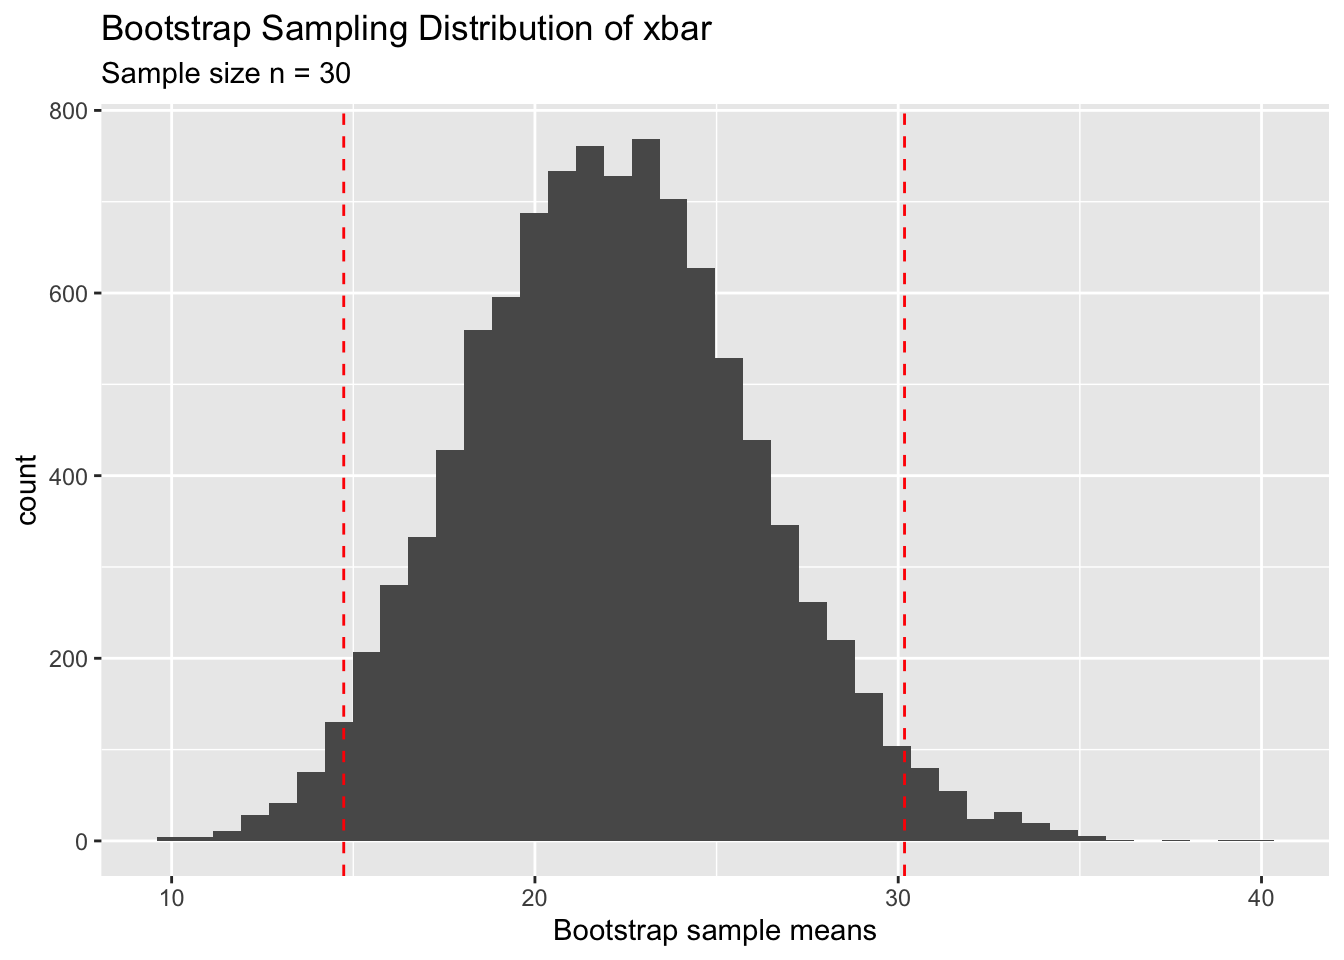 Bootstrap Sampling Distribution of xbar
Sample size n = 30
800
600
400
200
0
count
10 20 30 40
Bootstrap sample means